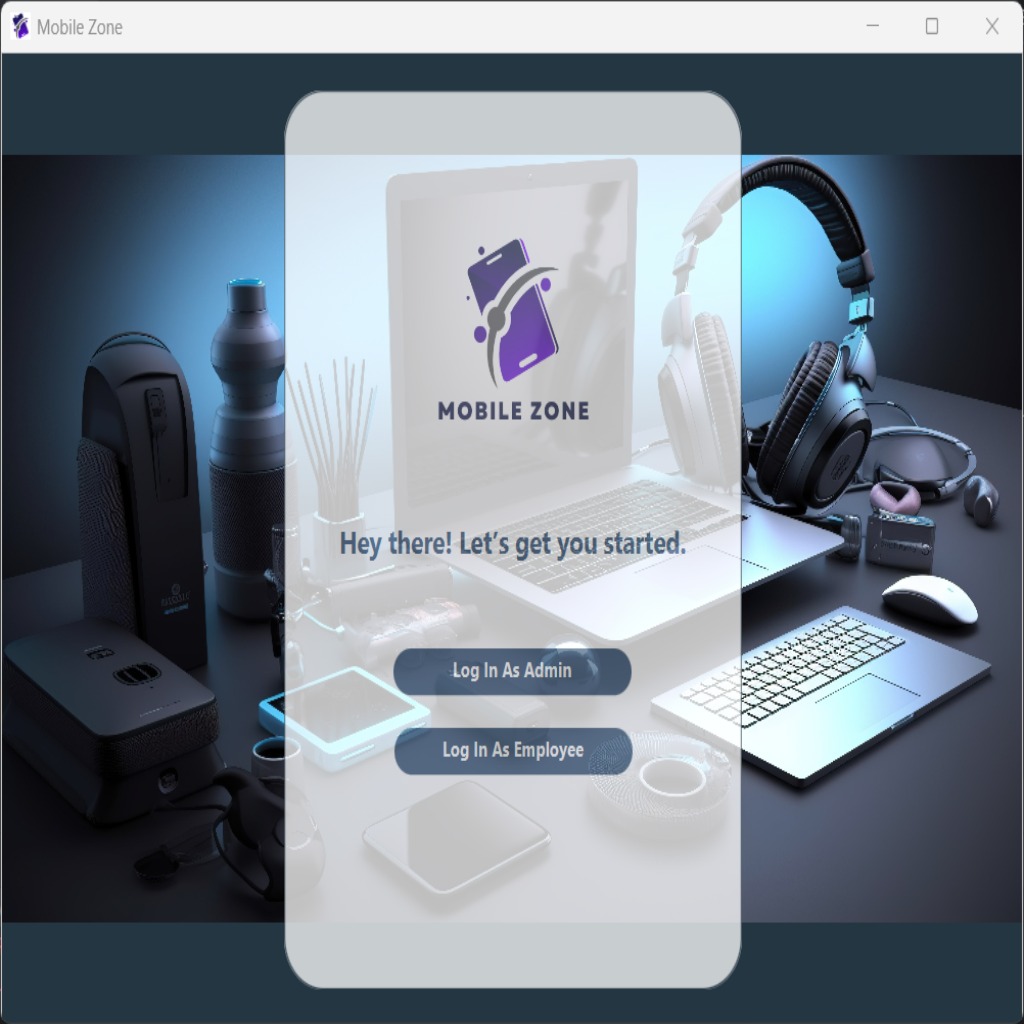 Mobile Zone
MOBILE ZONE
Hey there! Let’s get you started.
Log In As Admin
Log In As Employee